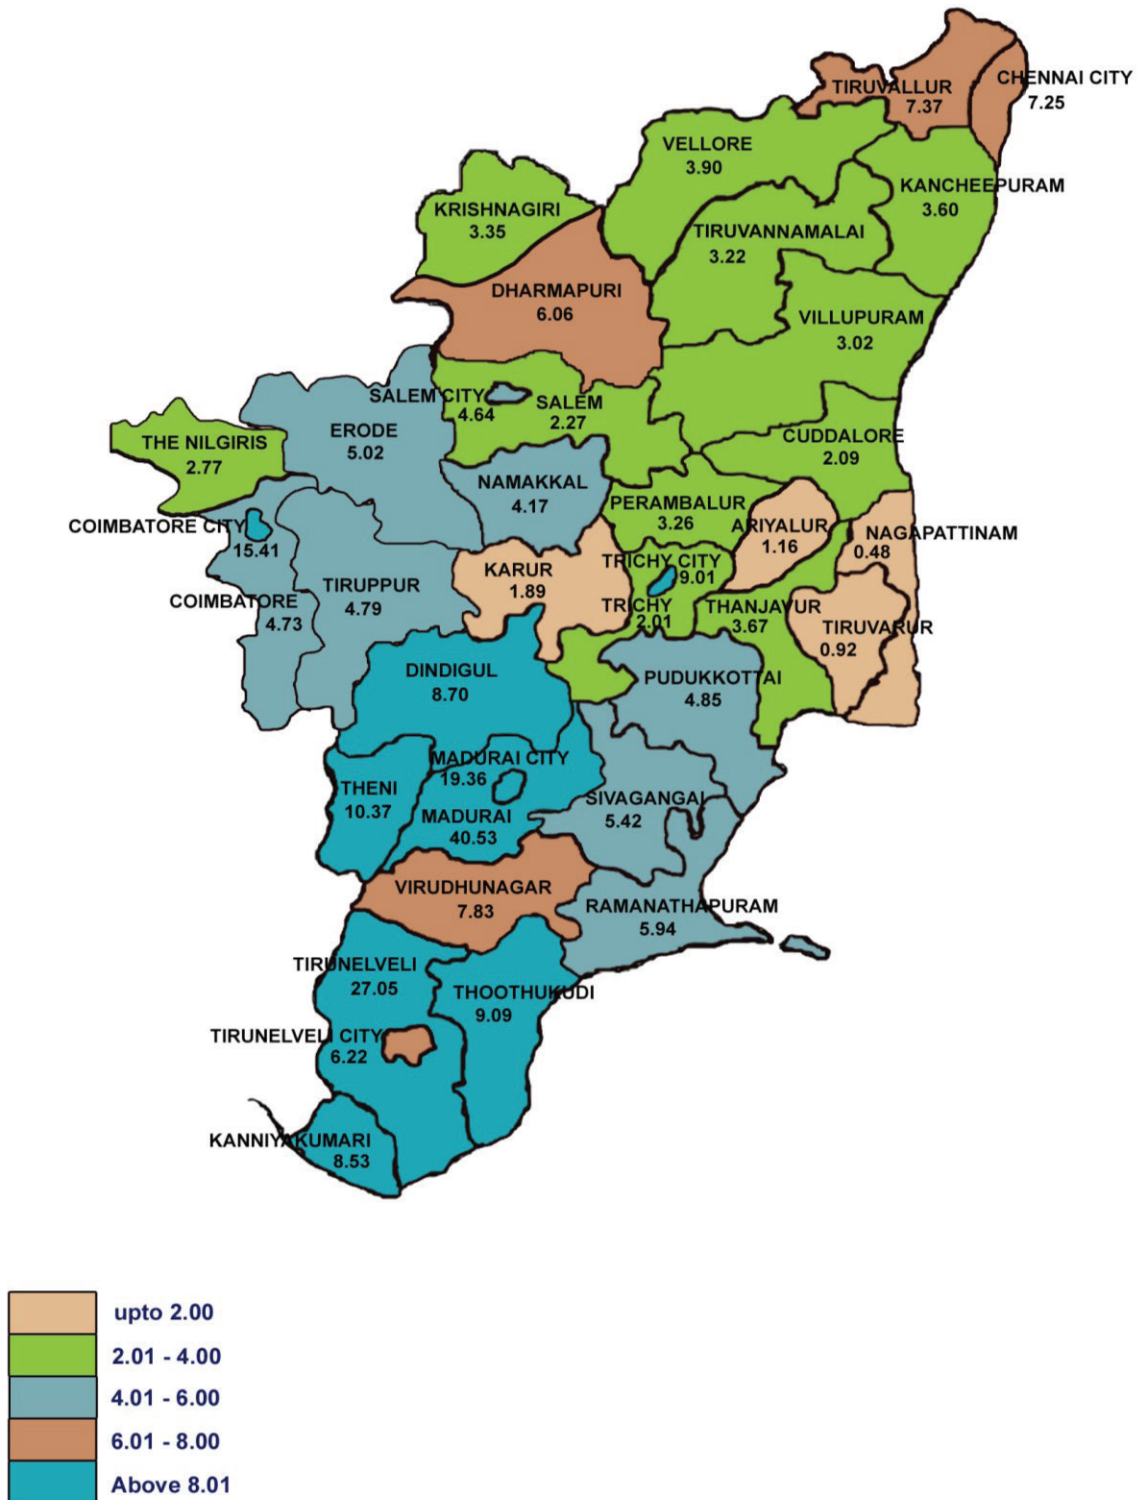 CHENNAI CITY
7.25
TIRUVALLUR
7.37
VELLORE
3.90
KANCHEEPURAM
3.60
KRISHNAGIRI
3.35
TIRUVANNAMALAI
3.22
DHARMAPURI
6.06
VILLUPURAM
3.02
SALEM CITY
4.64
SALEM
2.27
ERODE
5.02
THE NILGIRIS
2.77
CUDDALORE
2.09
NAMAKKAL
4.17
PERAMBALUR
3.26
ARIYALUR
1.16
NAGAPATTINAM
0.48
COIMBATORE CITY
15.41
KARUR
1.89
TRICHY CITY
9.01
TIRUPPUR
4.79
COIMBATORE
4.73
TRICHY
2.01
THANJAVUR
3.67
TIRUVARUR
0.92
DINDIGUL
8.70
PUDUKKOTTAI
4.85
MADURAI CITY
19.36
THENI
10.37
SIVAGANGAI
5.42
MADURAI
40.53
VIRUDHUNAGAR
7.83
RAMANATHAPURAM
5.94
TIRUNELVELI
27.05
THOOTHUKUDI
9.09
TIRUNELVELI CITY
6.22
KANNIYAKUMARI
8.53
upto 2.00
2.01 - 4.00
4.01 - 6.00
6.01 - 8.00
Above 8.01